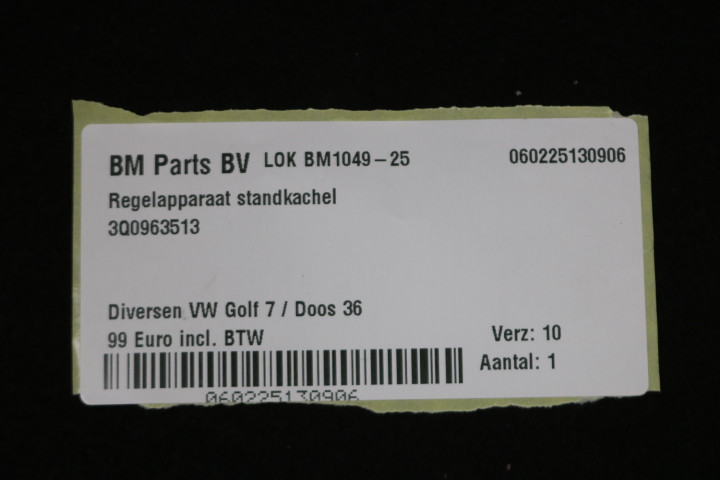 BM Parts BV LOK BM1049-25 060225130906
Regelapparaat standkachel
3Q0963513
Diversen VW Golf 7 / Doos 36
99 Euro incl. BTW Verz: 10
Aantal: 1
060225130906